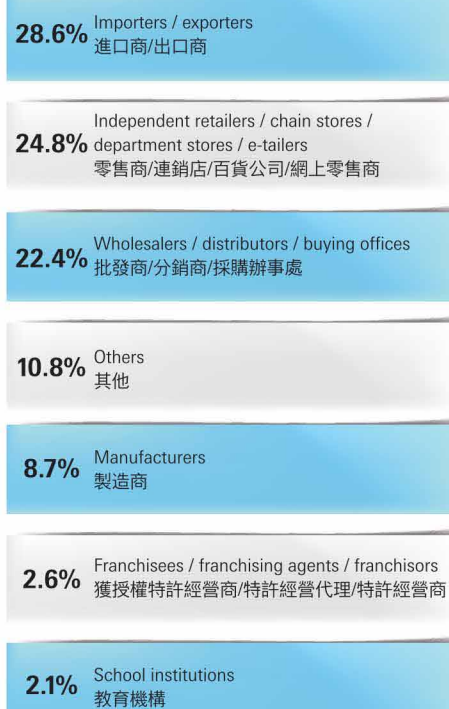 28.6% Importers / exporters
進口商/出口商
Independent retailers / chain stores /
24.8% department stores / e-tailers
零售商/連銷店/百貨公司/網上零售商
22.4% Wholesalers / distributors / buying offices
批發商/分銷商/採購辦事處
10.8% Others
其他
8.7% Manufacturers
製造商
2.6% Franchisees / franchising agents / franchisors
獲授權特許經營商/特許經營代理/特許經營商
2.1% School institutions
教育機構